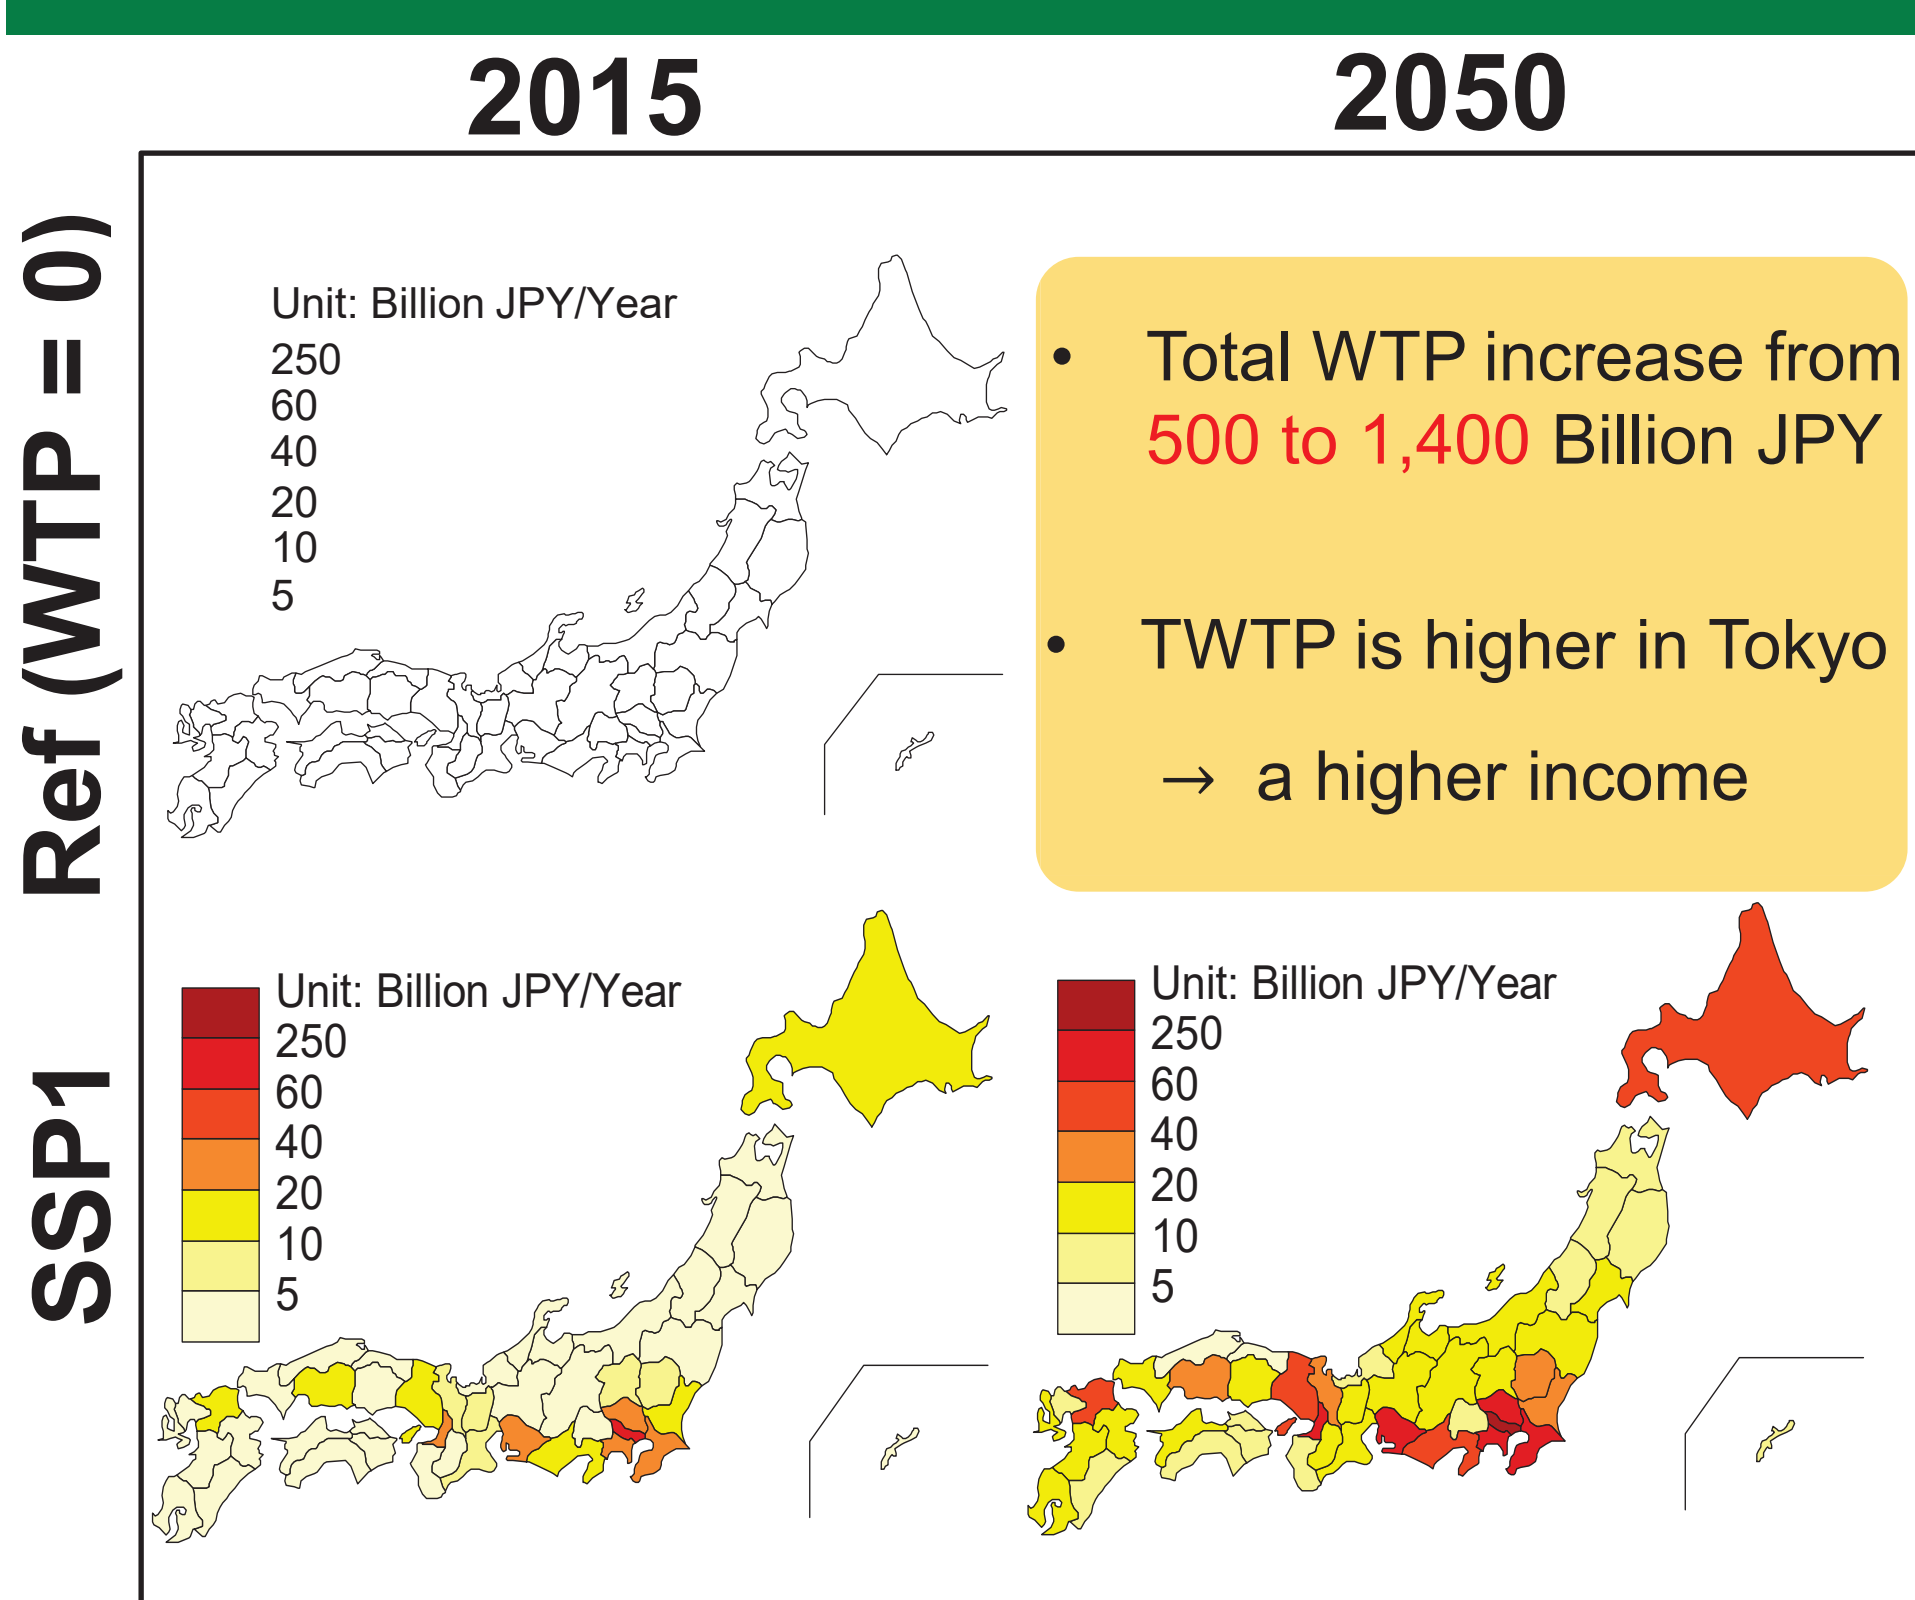 2015
2050
Ref (WTP = 0)
Unit: Billion JPY/Year
250
60
40
20
10
5
• Total WTP increase from
500 to 1,400 Billion JPY
• TWTP is higher in Tokyo
→ a higher income
SSP1
Unit: Billion JPY/Year
250
60
40
20
10
5
Unit: Billion JPY/Year
250
60
40
20
10
5